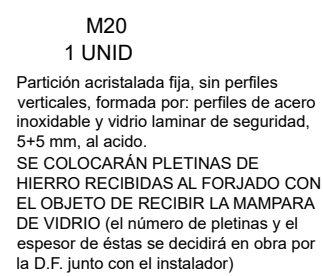 M20
1 UNID
Partición acristalada fija, sin perfiles
verticales, formada por: perfiles de acero
inoxidable y vidrio laminar de seguridad,
5+5 mm, al acido.
SE COLOCARÁN PLETINAS DE
HIERRO RECIBIDAS AL FORJADO CON
EL OBJETO DE RECIBIR LA MAMPARA
DE VIDRIO (el número de pletinas y el
espesor de éstas se decidirá en obra por
la D.F. junto con el instalador)